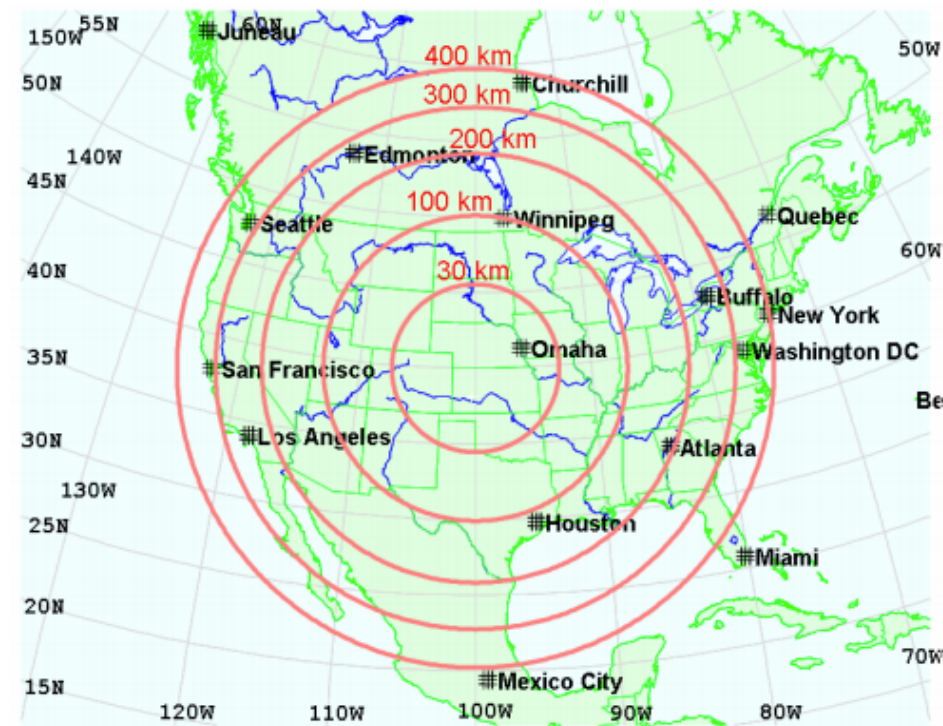 55N
60N
150W
Juneau
50W
400 km
50N
Churchill
300 km
200 km
140W
Edmonton
45N
100 km
Seattle
Winnipeg
Quebec
60W
40N
30 km
Buffalo
New York
35N
Omaha
Washington DC
San Francisco
Be
30N
Los Angeles
Atlanta
130W
25N
Houston
Miami
20N
70W
15N
Mexico City
120W
110W
100W
90W
80W